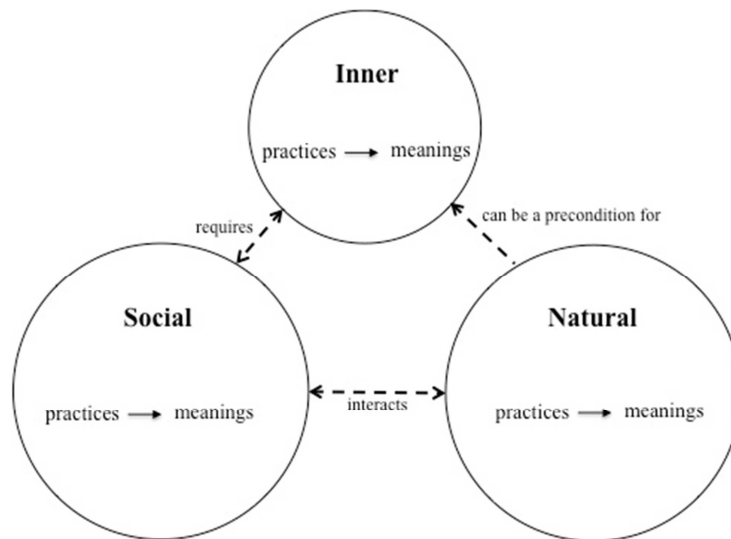 Inner
practices → meanings
requires
can be a precondition for
Social
Natural
interacts
practices → meanings
practices → meanings